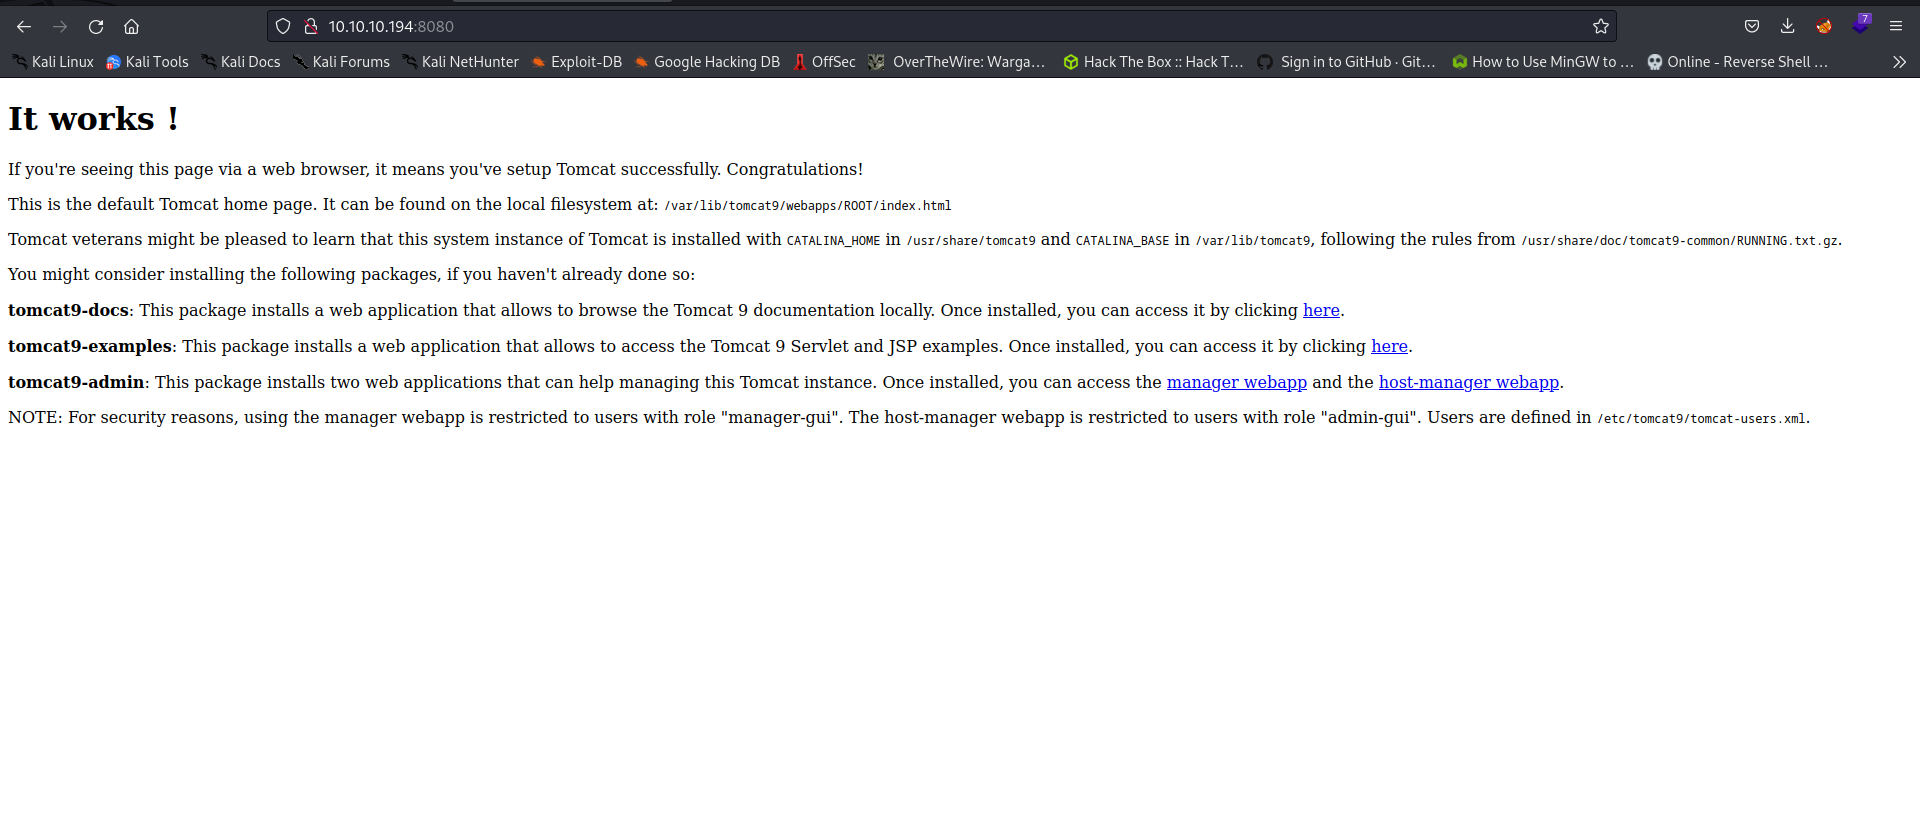 10.10.10.194:8080
7
Kali Linux Kali Tools Kali Docs Kali Forums Kali NetHunter Exploit-DB Google Hacking DB OffSec OverTheWire: Warga… Hack The Box :: Hack T… Sign in to GitHub · Git… How to Use MinGW to … Online - Reverse Shell …
It works !
If you're seeing this page via a web browser, it means you've setup Tomcat successfully. Congratulations!
This is the default Tomcat home page. It can be found on the local filesystem at: /var/lib/tomcat9/webapps/ROOT/index.html
Tomcat veterans might be pleased to learn that this system instance of Tomcat is installed with CATALINA_HOME in /usr/share/tomcat9 and CATALINA_BASE in /var/lib/tomcat9, following the rules from /usr/share/doc/tomcat9-common/RUNNING.txt.gz.
You might consider installing the following packages, if you haven't already done so:
tomcat9-docs: This package installs a web application that allows to browse the Tomcat 9 documentation locally. Once installed, you can access it by clicking here.
tomcat9-examples: This package installs a web application that allows to access the Tomcat 9 Servlet and JSP examples. Once installed, you can access it by clicking here.
tomcat9-admin: This package installs two web applications that can help managing this Tomcat instance. Once installed, you can access the manager webapp and the host-manager webapp.
NOTE: For security reasons, using the manager webapp is restricted to users with role "manager-gui". The host-manager webapp is restricted to users with role "admin-gui". Users are defined in /etc/tomcat9/tomcat-users.xml.